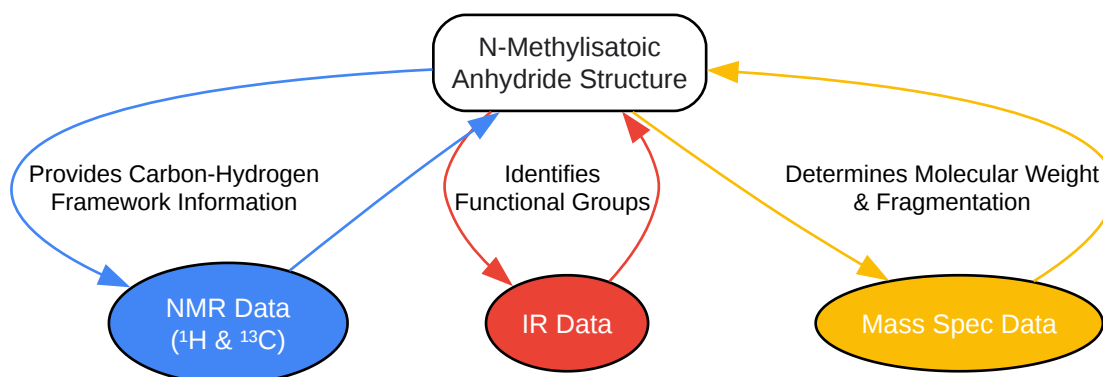 N-Methylisatoic
Anhydride Structure
Provides Carbon-Hydrogen
Framework Information
Identifies
Functional Groups
Determines Molecular Weight
& Fragmentation
NMR Data
(¹H & ¹³C)
IR Data
Mass Spec Data